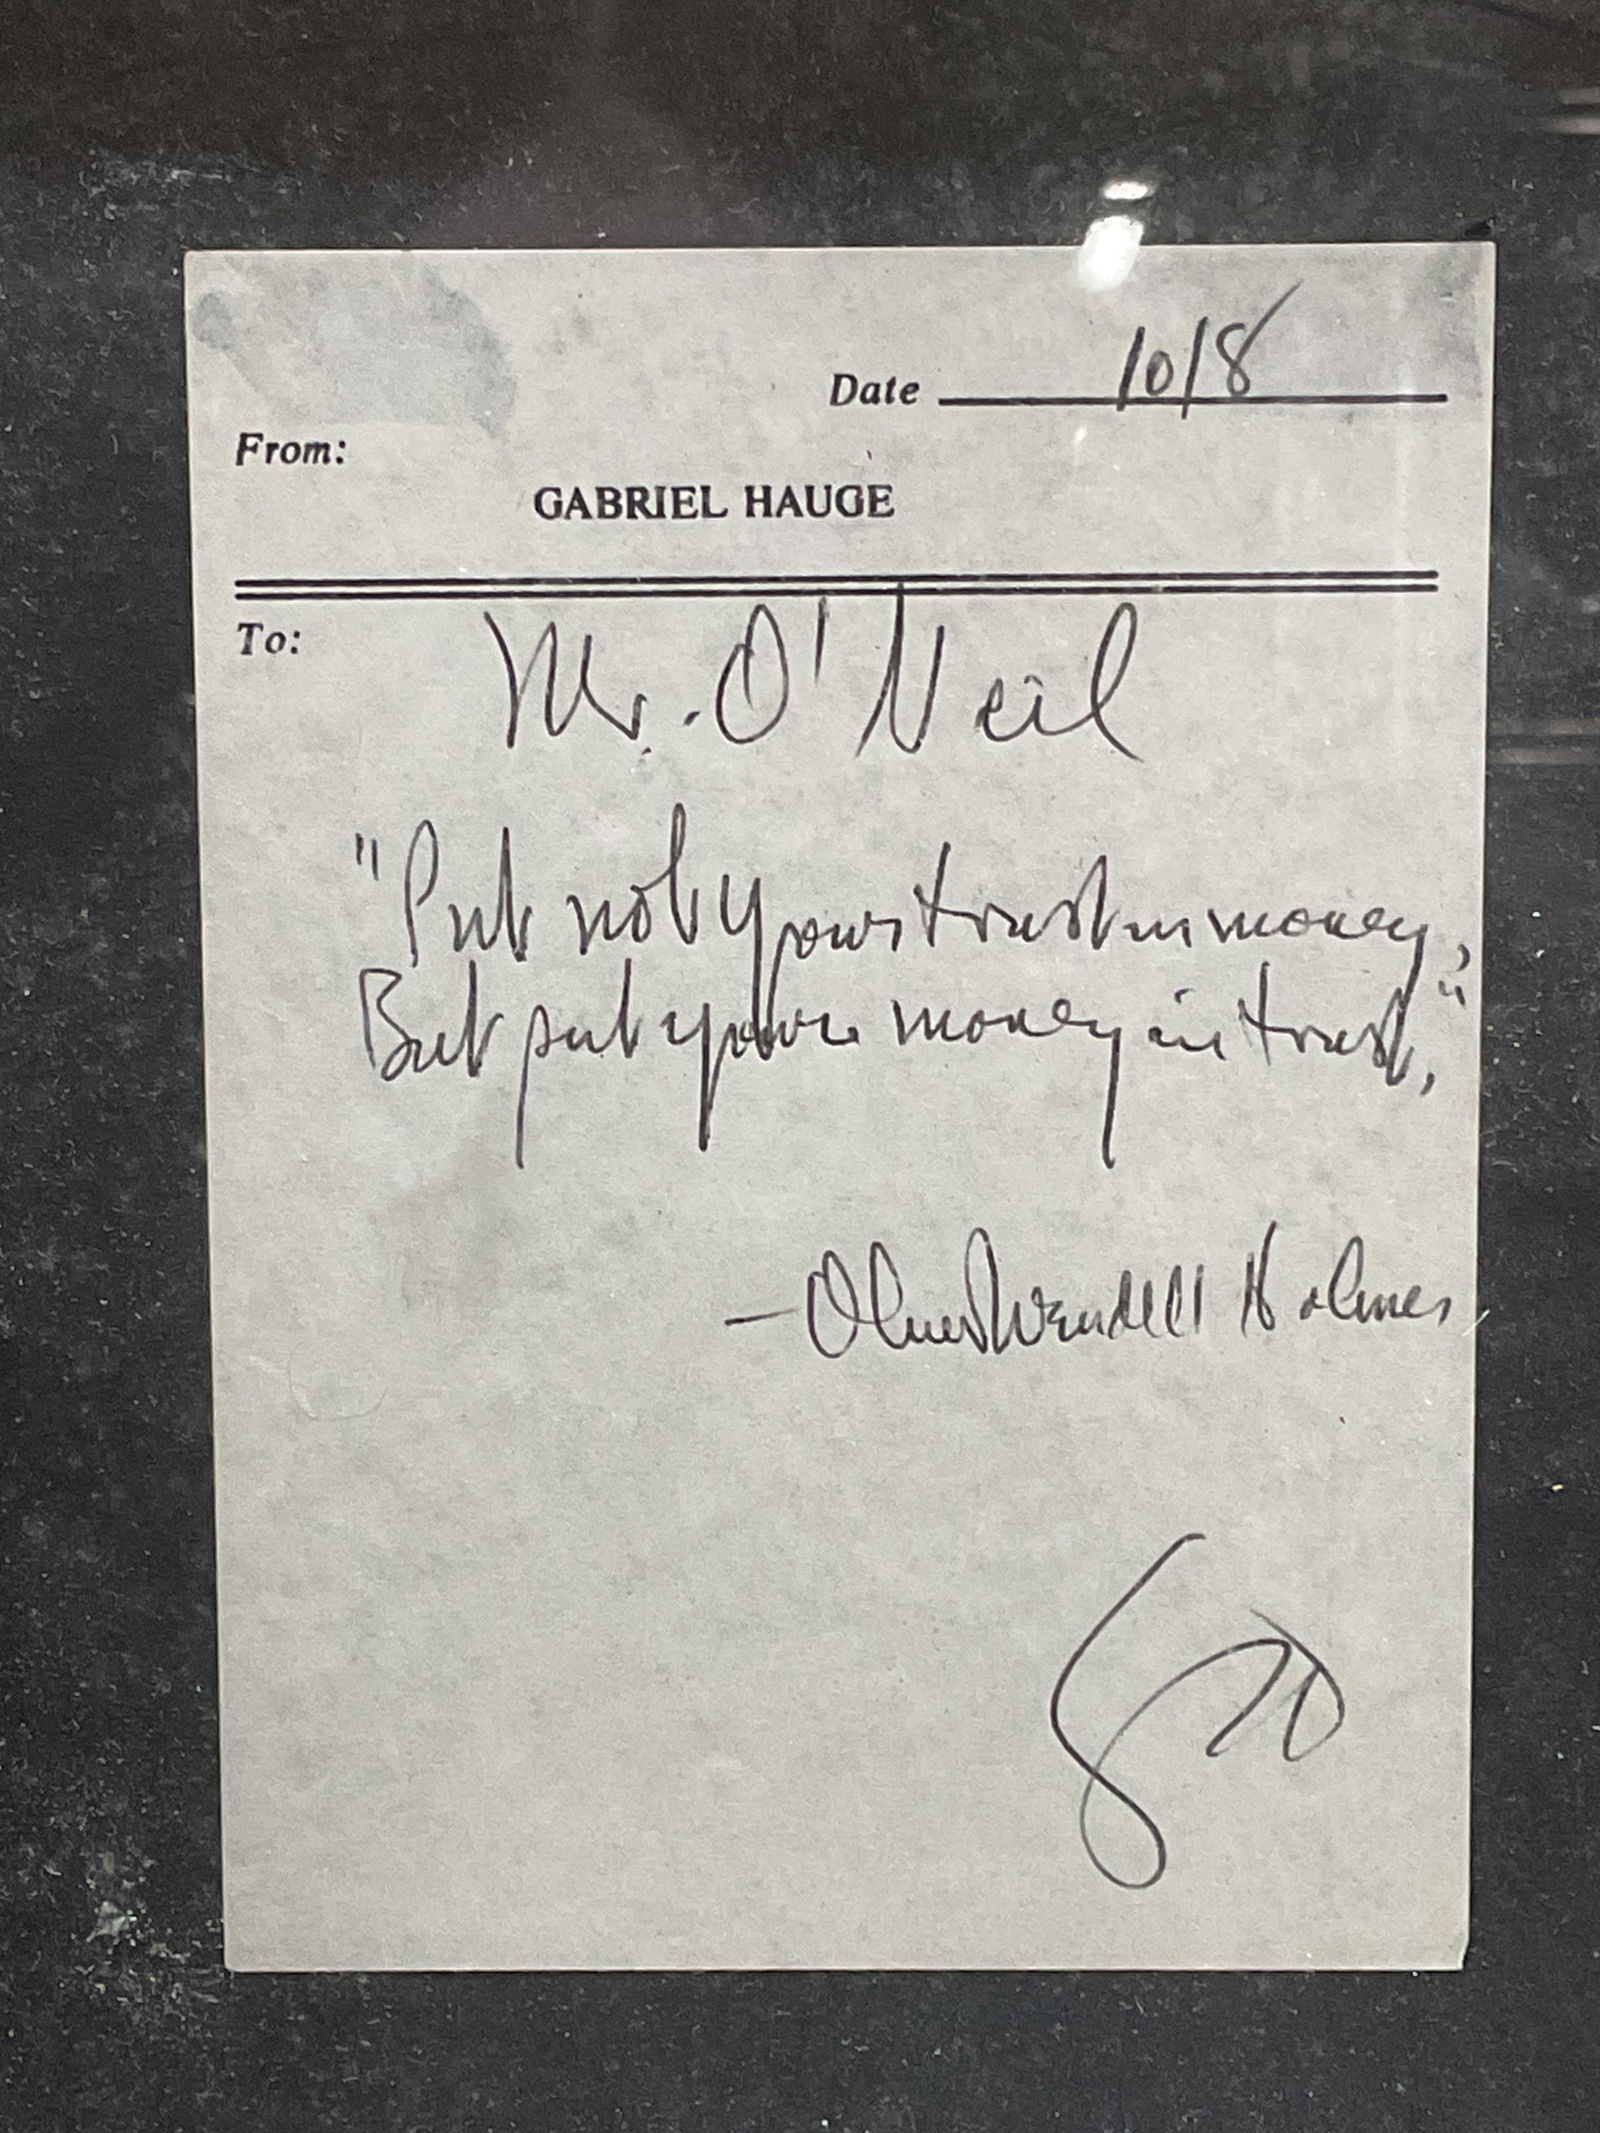 Date 10/8
From:
GABRIEL HAUGE
To: Mr. O'Neil
"Put not your trust in money,
But put your money in trust,"
— Oliver Wendell Holmes